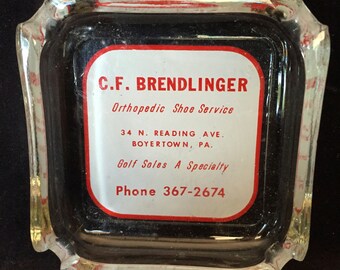 C.F. BRENDLINGER
Orthopedic Shoe Service
34 N. READING AVE.
BOYERTOWN, PA.
Golf Soles A Specialty
Phone 367-2674